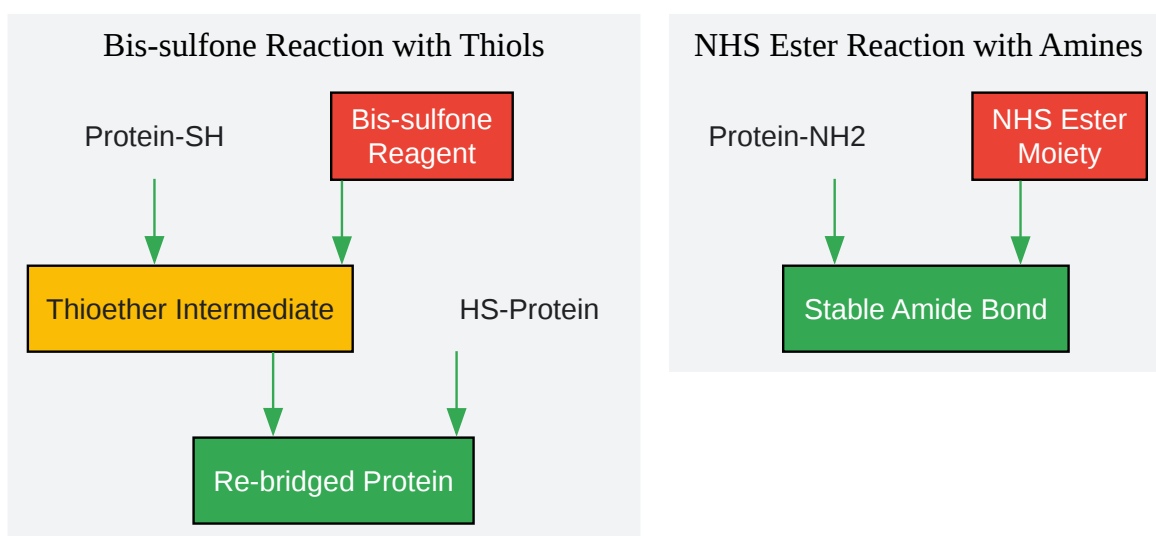 Bis-sulfone Reaction with Thiols
Protein-SH
Bis-sulfone
Reagent
Thioether Intermediate
HS-Protein
Re-bridged Protein
NHS Ester Reaction with Amines
Protein-NH2
NHS Ester
Moiety
Stable Amide Bond